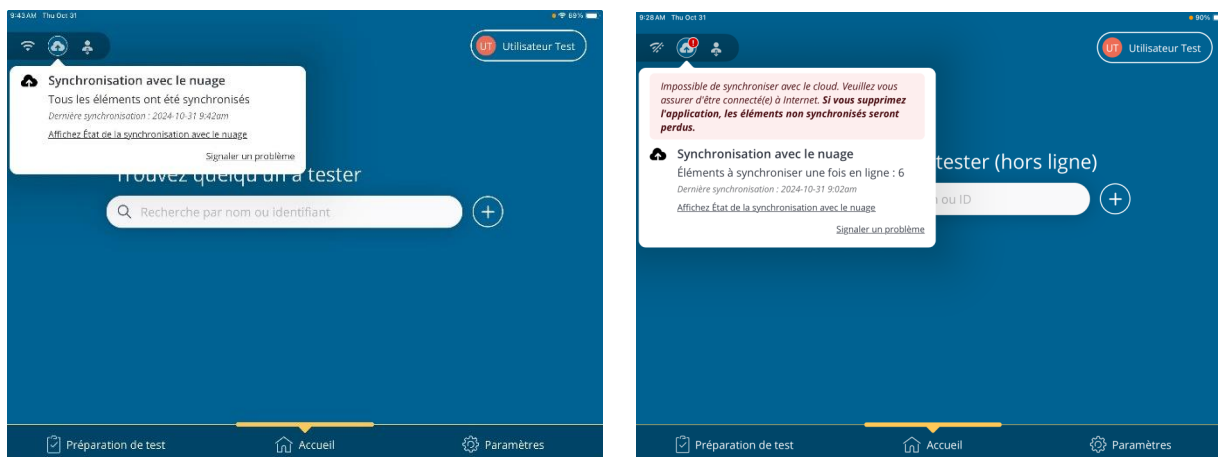 9:43 AM Thu Oct 31
69%
UT Utilisateur Test
Synchronisation avec le nuage
Tous les éléments ont été synchronisés
Dernière synchronisation : 2024-10-31 9:42am
Affichez État de la synchronisation avec le nuage
Signaler un problème
Trouvez quelqu'un à tester
Recherche par nom ou identifiant
Préparation de test
Accueil
Paramètres
9:28 AM Thu Oct 31
90%
UT Utilisateur Test
Impossible de synchroniser avec le cloud. Veuillez vous
assurer d'être connecté(e) à Internet. Si vous supprimez
l'application, les éléments non synchronisés seront
perdus.
Synchronisation avec le nuage
Éléments à synchroniser une fois en ligne : 6
Dernière synchronisation : 2024-10-31 9:02am
Affichez État de la synchronisation avec le nuage
Signaler un problème
tester (hors ligne)
ou ID
Préparation de test
Accueil
Paramètres